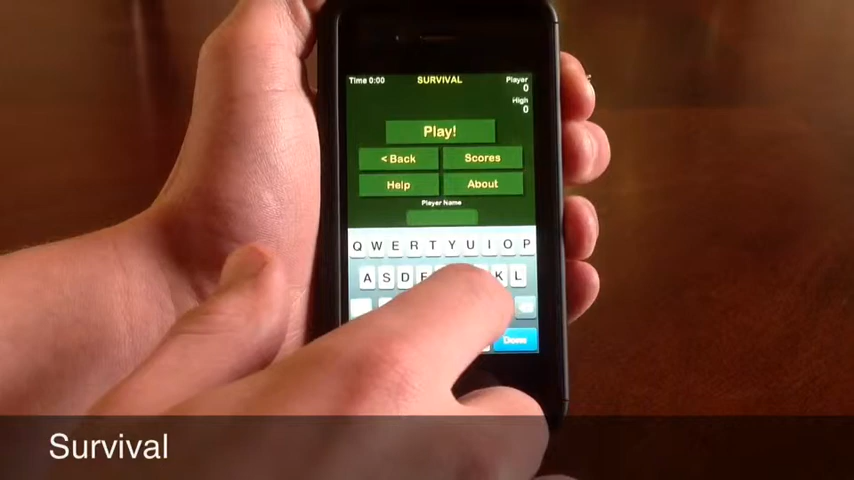 Time 0:00 SURVIVAL Player
0
High
0
Play!
< Back Scores
Help About
Player Name
Q W E R T Y U I O P
A S D F K L
Done
Survival